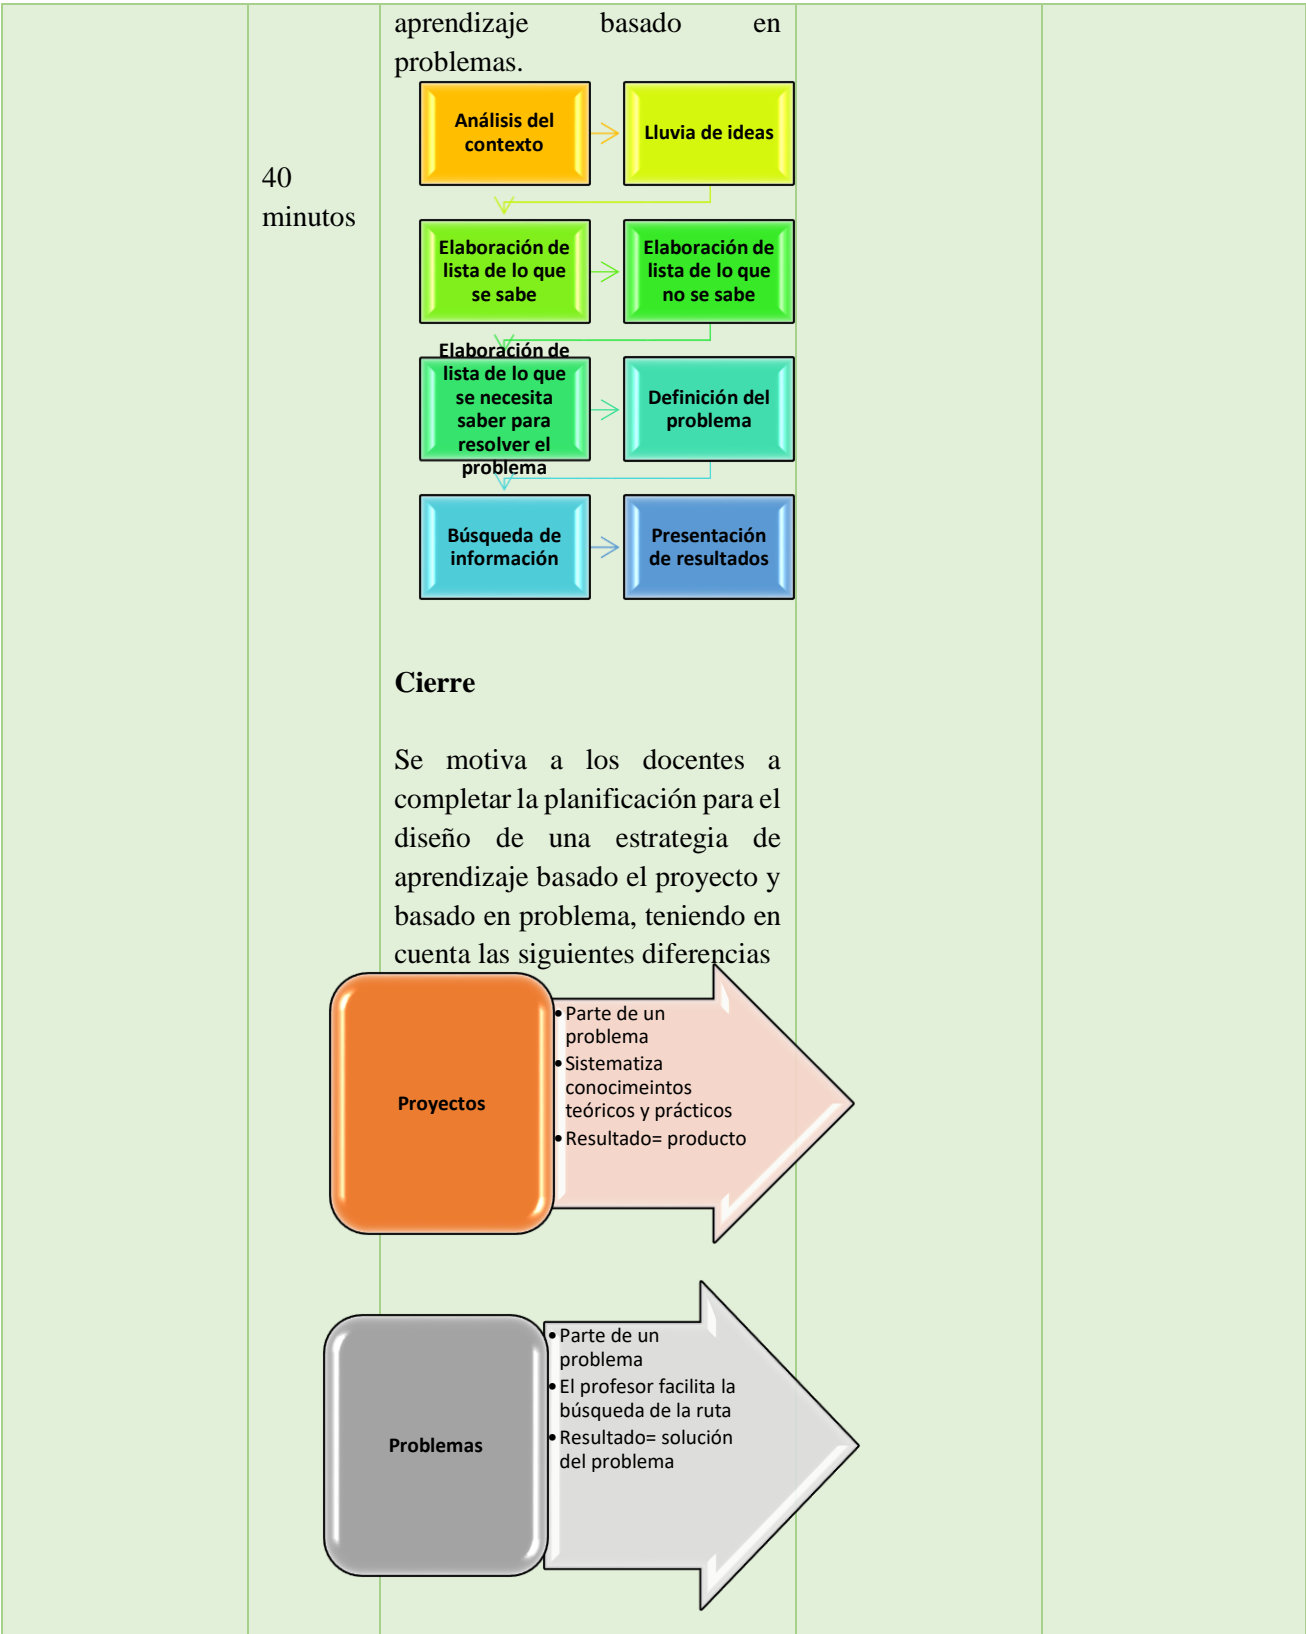 aprendizaje basado en
problemas.
40
minutos
Análisis del
contexto
Lluvia de ideas
Elaboración de
lista de lo que
se sabe
Elaboración de
lista de lo que
no se sabe
Elaboración de
lista de lo que
se necesita
saber para
resolver el
problema
Definición del
problema
Búsqueda de
información
Presentación
de resultados
Cierre
Se motiva a los docentes a
completar la planificación para el
diseño de una estrategia de
aprendizaje basado el proyecto y
basado en problema, teniendo en
cuenta las siguientes diferencias
Proyectos
•Parte de un
problema
•Sistematiza
conocimeintos
teóricos y prácticos
•Resultado= producto
Problemas
•Parte de un
problema
•El profesor facilita la
búsqueda de la ruta
•Resultado= solución
del problema